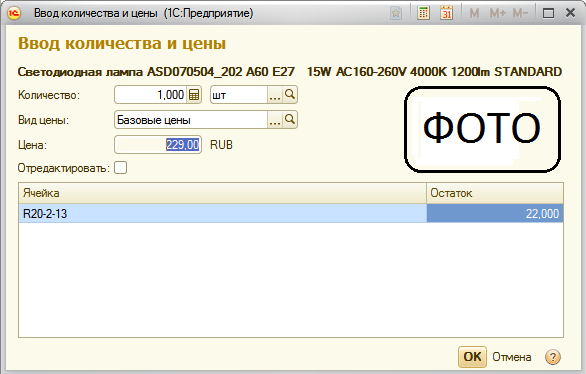 Ввод количества и цены (1С:Предприятие)
M M+ M-
31
Ввод количества и цены
Светодиодная лампа ASD070504_202 A60 E27 15W AC160-260V 4000K 1200lm STANDARD
Количество: 1,000 шт ...
Вид цены: Базовые цены ...
Цена: 229,00 RUB
ФОТО
Отредактировать:
Ячейка Остаток
R20-2-13 22,000
OK Отмена ?